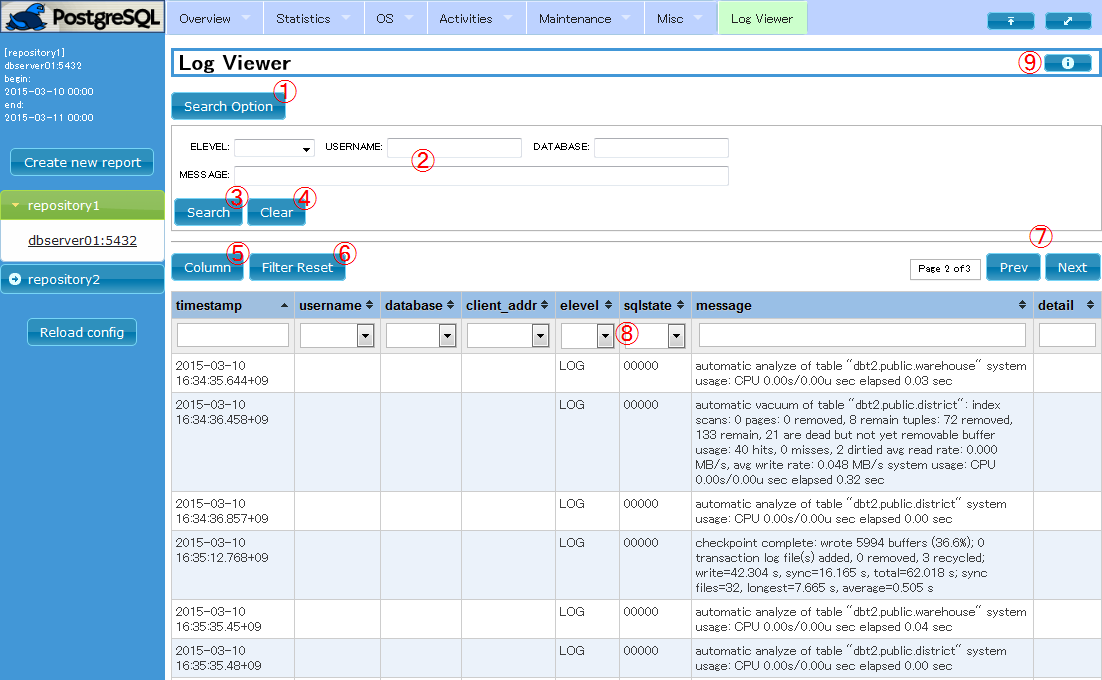 PostgreSQL
Overview Statistics OS Activities Maintenance Misc Log Viewer
[repository1]
dbserver01:5432
begin:
2015-03-10 00:00
end:
2015-03-11 00:00
Create new report
repository1
dbserver01:5432
repository2
Reload config
Log Viewer ⑨
Search Option ①
ELEVEL: USERNAME: ② DATABASE:
MESSAGE:
Search ③ Clear ④
Column ⑤ Filter Reset ⑥ Page 2 of 3 Prev ⑦ Next
timestamp username database client_addr elevel sqlstate message detail
⑧
2015-03-10
16:34:35.644+09
LOG
00000
automatic analyze of table "dbt2.public.warehouse" system
usage: CPU 0.00s/0.00u sec elapsed 0.03 sec
2015-03-10
16:34:36.458+09
LOG
00000
automatic vacuum of table "dbt2.public.district": index
scans: 0 pages: 0 removed, 8 remain tuples: 72 removed,
133 remain, 21 are dead but not yet removable buffer
usage: 40 hits, 0 misses, 2 dirtied avg read rate: 0.000
MB/s, avg write rate: 0.048 MB/s system usage: CPU
0.00s/0.00u sec elapsed 0.32 sec
2015-03-10
16:34:36.857+09
LOG
00000
automatic analyze of table "dbt2.public.district" system
usage: CPU 0.00s/0.00u sec elapsed 0.00 sec
2015-03-10
16:35:12.768+09
LOG
00000
checkpoint complete: wrote 5994 buffers (36.6%); 0
transaction log file(s) added, 0 removed, 3 recycled;
write=42.304 s, sync=16.165 s, total=62.018 s; sync
files=32, longest=7.665 s, average=0.505 s
2015-03-10
16:35:35.45+09
LOG
00000
automatic analyze of table "dbt2.public.warehouse" system
usage: CPU 0.00s/0.00u sec elapsed 0.04 sec
2015-03-10
16:35:35.48+09
LOG
00000
automatic analyze of table "dbt2.public.district" system
usage: CPU 0.00s/0.00u sec elapsed 0.00 sec